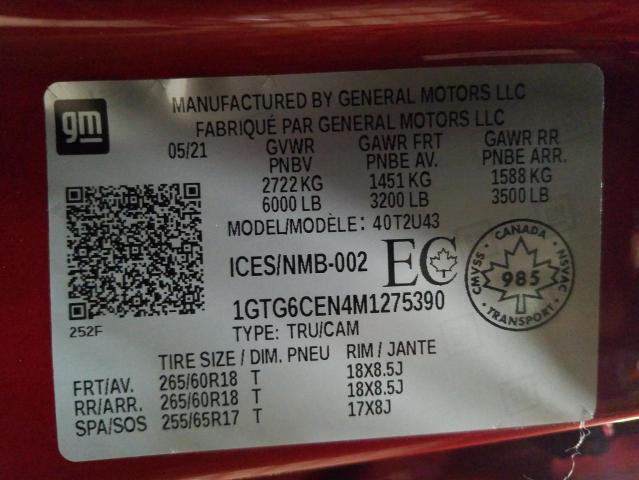 gm
MANUFACTURED BY GENERAL MOTORS LLC
FABRIQUÉ PAR GENERAL MOTORS LLC
05/21 GVWR GAWR FRT GAWR RR
PNBV PNBE AV. PNBE ARR.
2722 KG 1451 KG 1588 KG
6000 LB 3200 LB 3500 LB
MODEL/MODÈLE: 40T2U43
ICES/NMB-002 EC
CANADA
CMVSS 985 NSVAC
TRANSPORT
1GTG6CEN4M1275390
252F
TYPE: TRU/CAM
TIRE SIZE / DIM. PNEU RIM / JANTE
FRT/AV. 265/60R18 T 18X8.5J
RR/ARR. 265/60R18 T 18X8.5J
SPA/SOS 255/65R17 T 17X8J